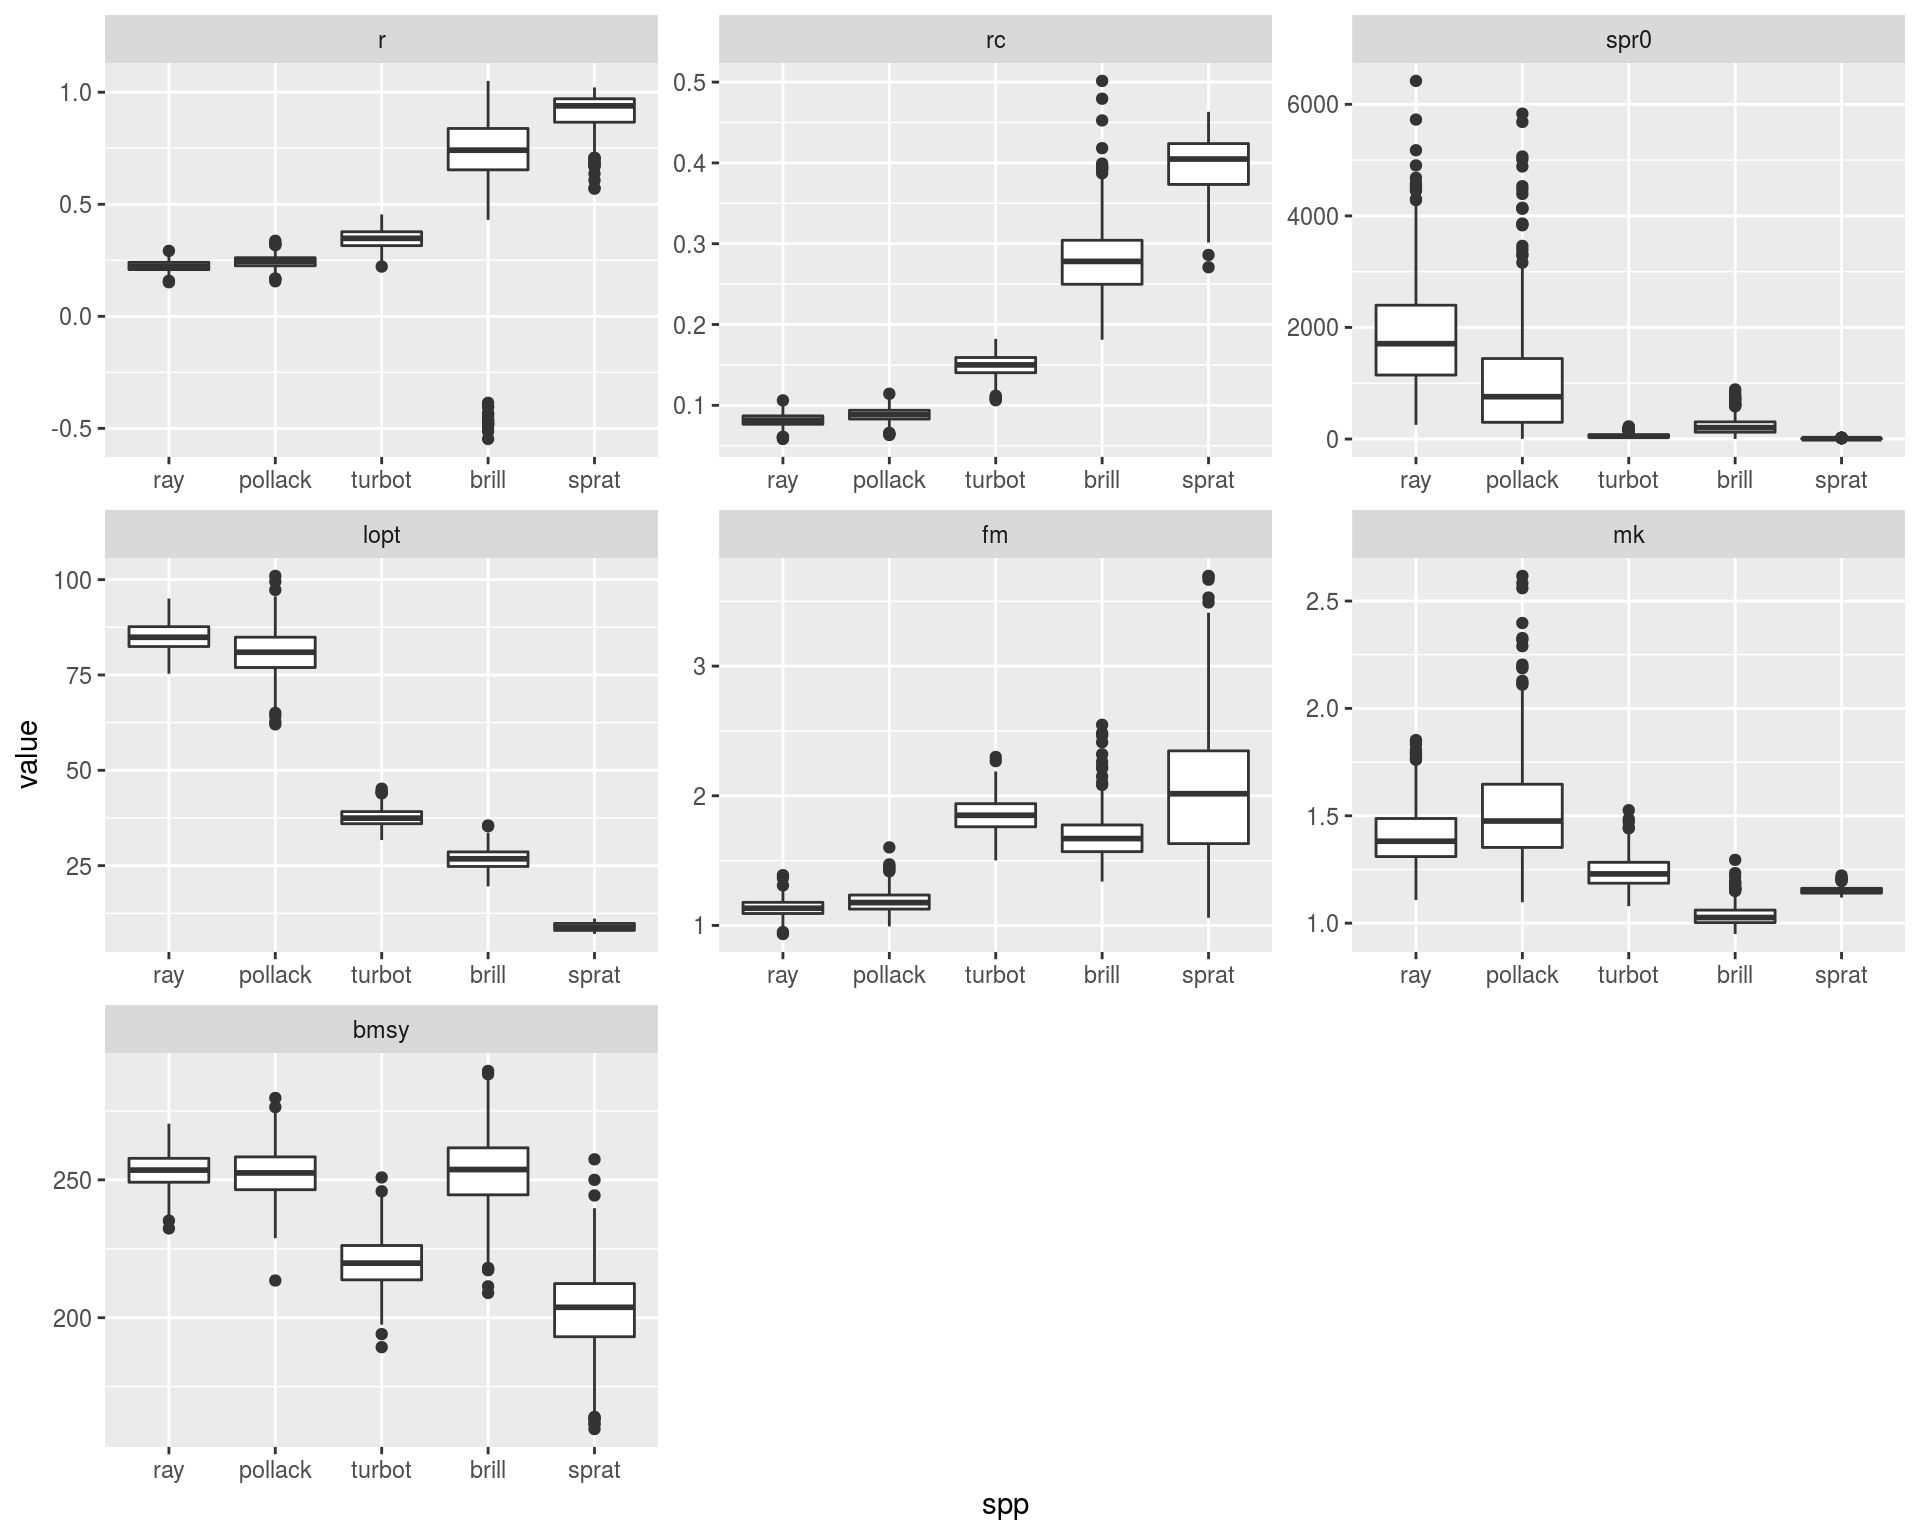 r
rc
spr0
1.0
0.5
0.0
-0.5
0.5
0.4
0.3
0.2
0.1
6000
4000
2000
0
ray pollack turbot brill sprat
ray pollack turbot brill sprat
ray pollack turbot brill sprat
lopt
fm
mk
100
75
50
25
3
2
1
2.5
2.0
1.5
1.0
value
ray pollack turbot brill sprat
ray pollack turbot brill sprat
ray pollack turbot brill sprat
bmsy
250
200
ray pollack turbot brill sprat
spp